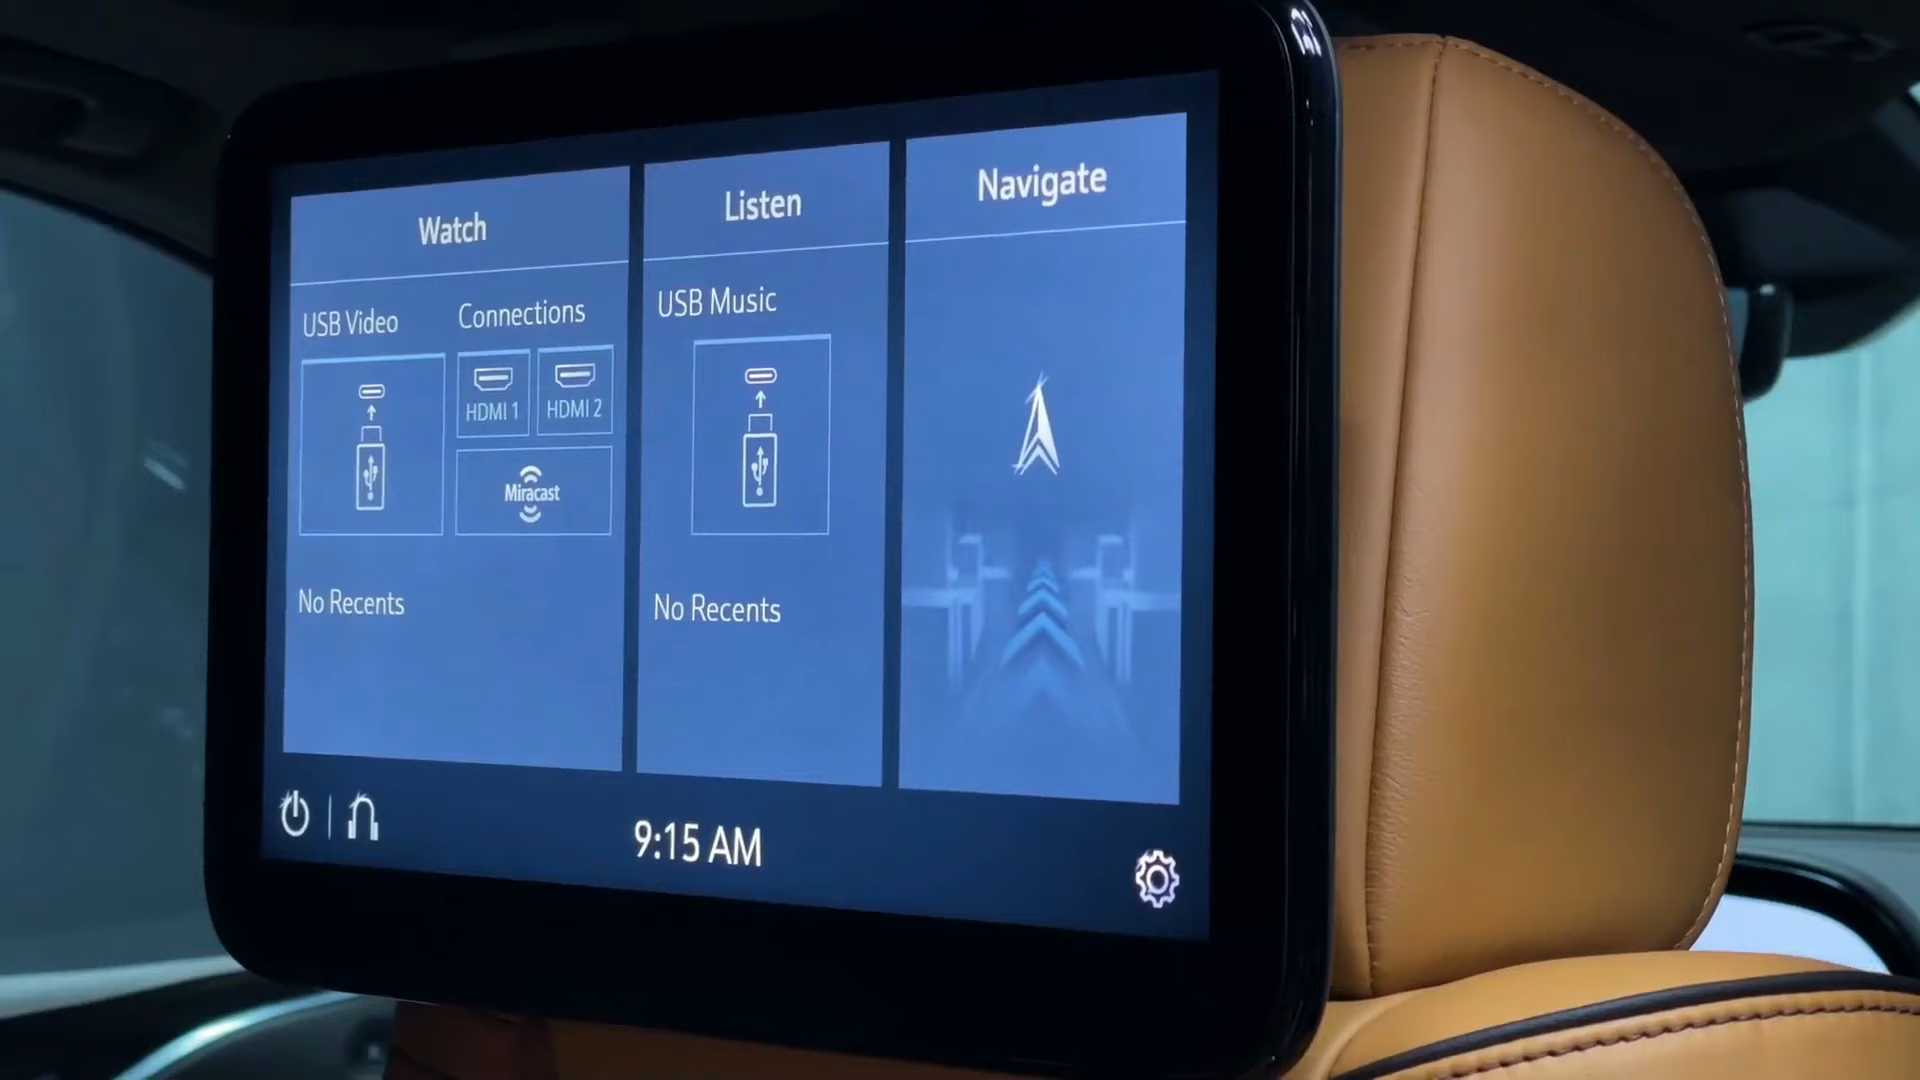 Watch
USB Video
Connections
HDMI 1
HDMI 2
Miracast
No Recents
Listen
USB Music
No Recents
Navigate
9:15 AM